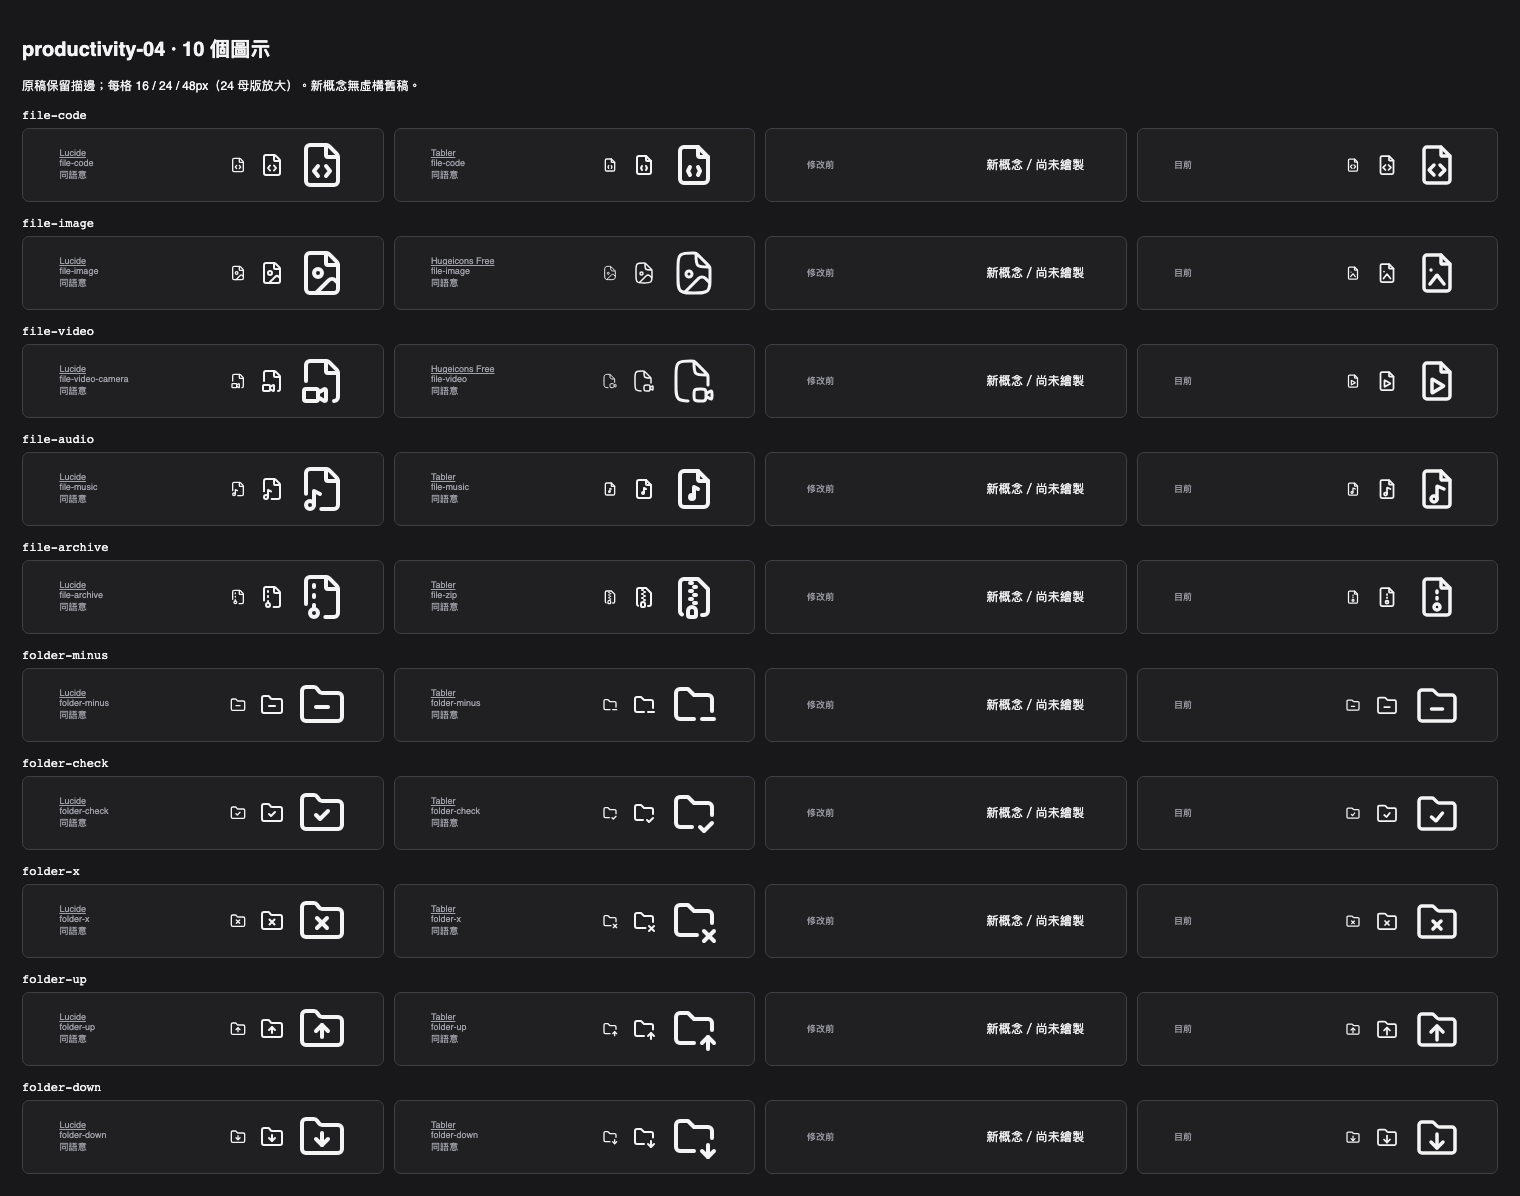 productivity-04 · 10 個圖示
原稿保留描邊；每格 16 / 24 / 48px（24 母版放大）。新概念無虛構舊稿。
file-code
Lucide
file-code
同語意
Tabler
file-code
同語意
修改前
新概念 / 尚未繪製
目前
file-image
Lucide
file-image
同語意
Hugeicons Free
file-image
同語意
修改前
新概念 / 尚未繪製
目前
file-video
Lucide
file-video-camera
同語意
Hugeicons Free
file-video
同語意
修改前
新概念 / 尚未繪製
目前
file-audio
Lucide
file-music
同語意
Tabler
file-music
同語意
修改前
新概念 / 尚未繪製
目前
file-archive
Lucide
file-archive
同語意
Tabler
file-zip
同語意
修改前
新概念 / 尚未繪製
目前
folder-minus
Lucide
folder-minus
同語意
Tabler
folder-minus
同語意
修改前
新概念 / 尚未繪製
目前
folder-check
Lucide
folder-check
同語意
Tabler
folder-check
同語意
修改前
新概念 / 尚未繪製
目前
folder-x
Lucide
folder-x
同語意
Tabler
folder-x
同語意
修改前
新概念 / 尚未繪製
目前
folder-up
Lucide
folder-up
同語意
Tabler
folder-up
同語意
修改前
新概念 / 尚未繪製
目前
folder-down
Lucide
folder-down
同語意
Tabler
folder-down
同語意
修改前
新概念 / 尚未繪製
目前